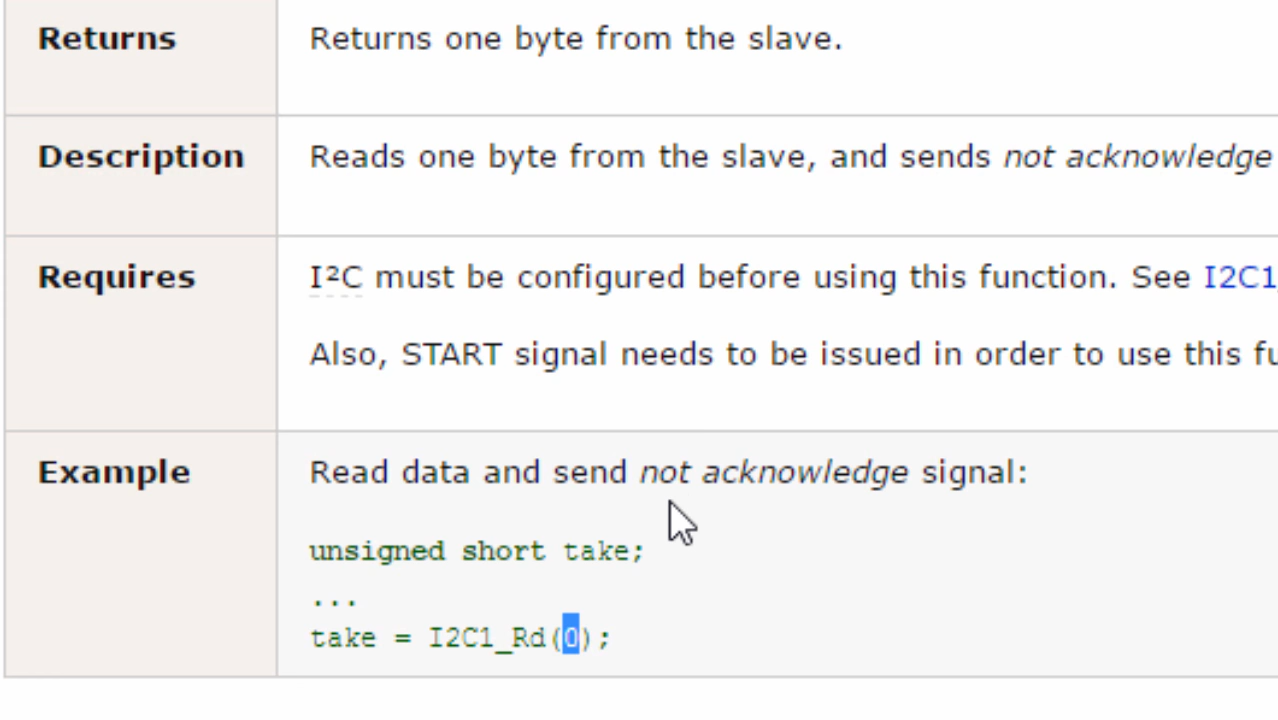 Returns
Returns one byte from the slave.
Description
Reads one byte from the slave, and sends not acknowledge
Requires
I²C must be configured before using this function. See I2C1
Also, START signal needs to be issued in order to use this
Example
Read data and send not acknowledge signal:
unsigned short take;
...
take = I2C1_Rd(0);